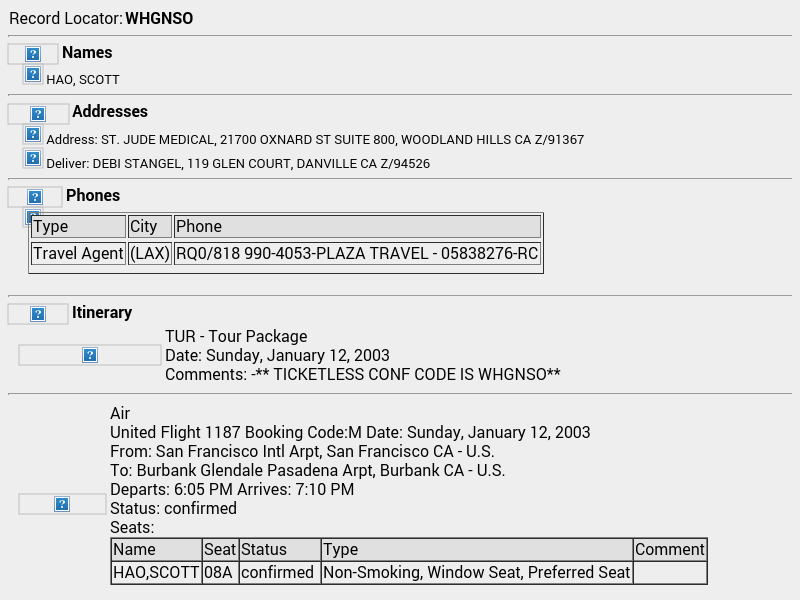 Record Locator: WHGNSO
Names
HAO, SCOTT
Addresses
Address: ST. JUDE MEDICAL, 21700 OXNARD ST SUITE 800, WOODLAND HILLS CA Z/91367
Deliver: DEBI STANGEL, 119 GLEN COURT, DANVILLE CA Z/94526
Phones
Type City Phone
Travel Agent (LAX) RQ0/818 990-4053-PLAZA TRAVEL - 05838276-RC
Itinerary
TUR - Tour Package
Date: Sunday, January 12, 2003
Comments: -** TICKETLESS CONF CODE IS WHGNSO**
Air
United Flight 1187 Booking Code:M Date: Sunday, January 12, 2003
From: San Francisco Intl Arpt, San Francisco CA - U.S.
To: Burbank Glendale Pasadena Arpt, Burbank CA - U.S.
Departs: 6:05 PM Arrives: 7:10 PM
Status: confirmed
Seats:
Name Seat Status Type Comment
HAO,SCOTT 08A confirmed Non-Smoking, Window Seat, Preferred Seat